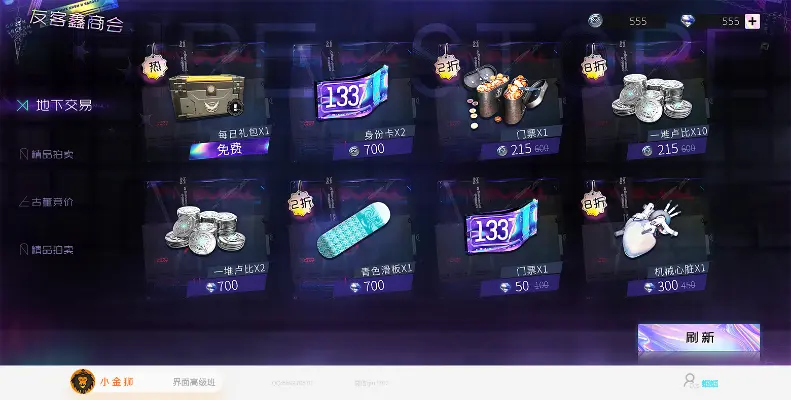 友客鑫商会
555
555
地下交易
精品拍卖
古董竞价
精品拍卖
热
每日礼包X1
免费
133
身份卡X2
700
2折
门票X1
215 600
8折
一堆卢比X10
215 600
一堆卢比X2
700
2折
青色滑板X1
700
133
门票X1
50 100
8折
机械心脏X1
300 450
刷新
小金狮
界面高级班